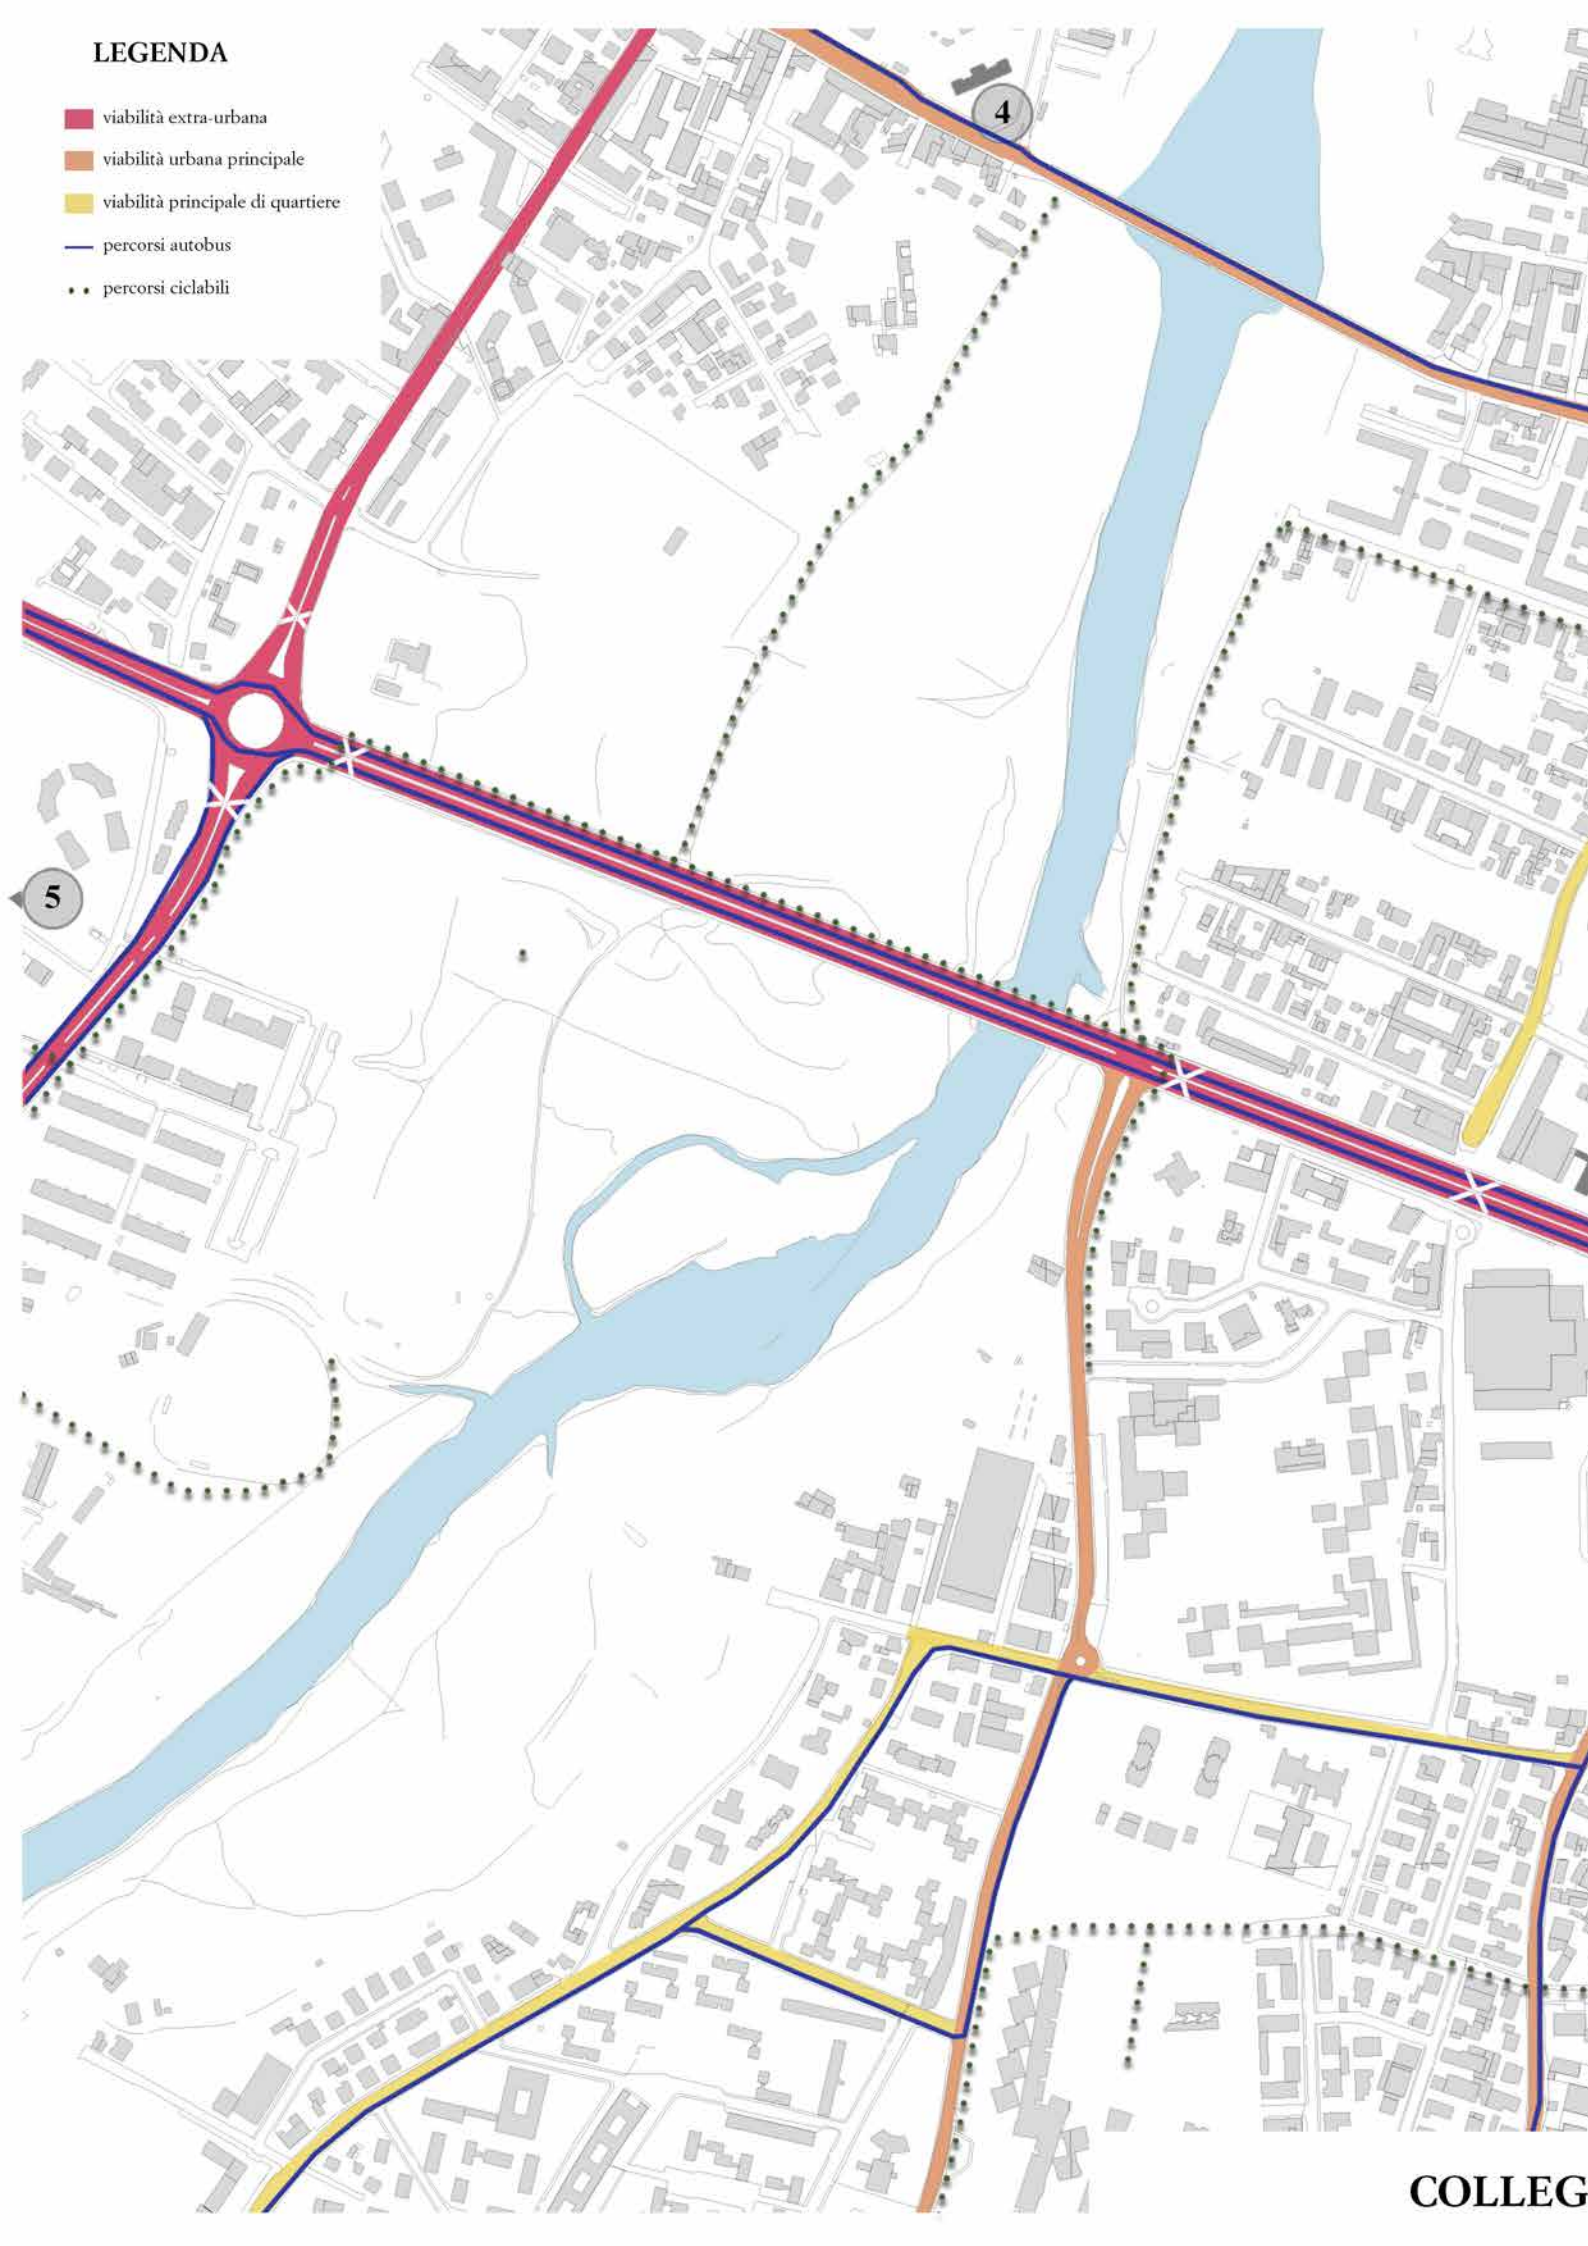 LEGENDA
viabilità extra-urbana
viabilità urbana principale
viabilità principale di quartiere
percorsi autobus
percorsi ciclabili
4
5
COLLEG